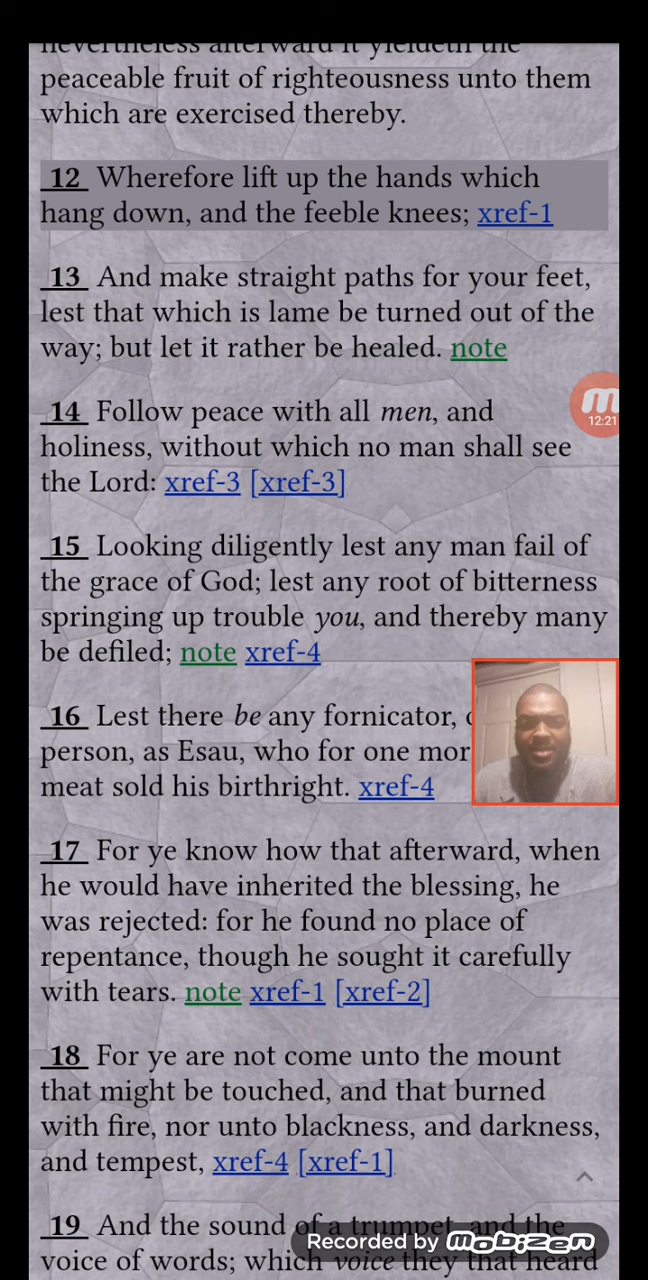 nevertheless afterward it yieldeth the
peaceable fruit of righteousness unto them
which are exercised thereby.
12 Wherefore lift up the hands which
hang down, and the feeble knees; xref-1
13 And make straight paths for your feet,
lest that which is lame be turned out of the
way; but let it rather be healed. note
14 Follow peace with all men, and
holiness, without which no man shall see
the Lord: xref-3 [xref-3]
12:21
15 Looking diligently lest any man fail of
the grace of God; lest any root of bitterness
springing up trouble you, and thereby many
be defiled; note xref-4
16 Lest there be any fornicator,
person, as Esau, who for one mor
meat sold his birthright. xref-4
17 For ye know how that afterward, when
he would have inherited the blessing, he
was rejected: for he found no place of
repentance, though he sought it carefully
with tears. note xref-1 [xref-2]
18 For ye are not come unto the mount
that might be touched, and that burned
with fire, nor unto blackness, and darkness,
and tempest, xref-4 [xref-1]
19 And the sound of a trumpet, and the
voice of words; which voice they that heard
Recorded by mobizen